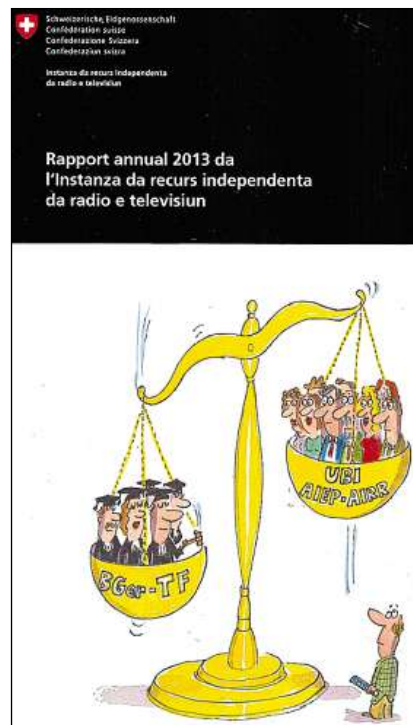 Schweizerische Eidgenossenschaft
Confédération suisse
Confederazione Svizzera
Confederaziun svizra
Instanza da recurs independenta
da radio e televisiun
Rapport annual 2013 da
l'Instanza da recurs independenta
da radio e televisiun
UBI
AIEP-AIRR
BGer-TF